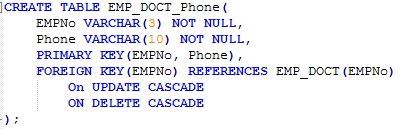 CREATE TABLE EMP_DOCT_Phone(
EMPNo VARCHAR(3) NOT NULL,
Phone VARCHAR(10) NOT NULL,
PRIMARY KEY(EMPNo, Phone),
FOREIGN KEY(EMPNo) REFERENCES EMP_DOCT(EMPNo)
On UPDATE CASCADE
ON DELETE CASCADE
);